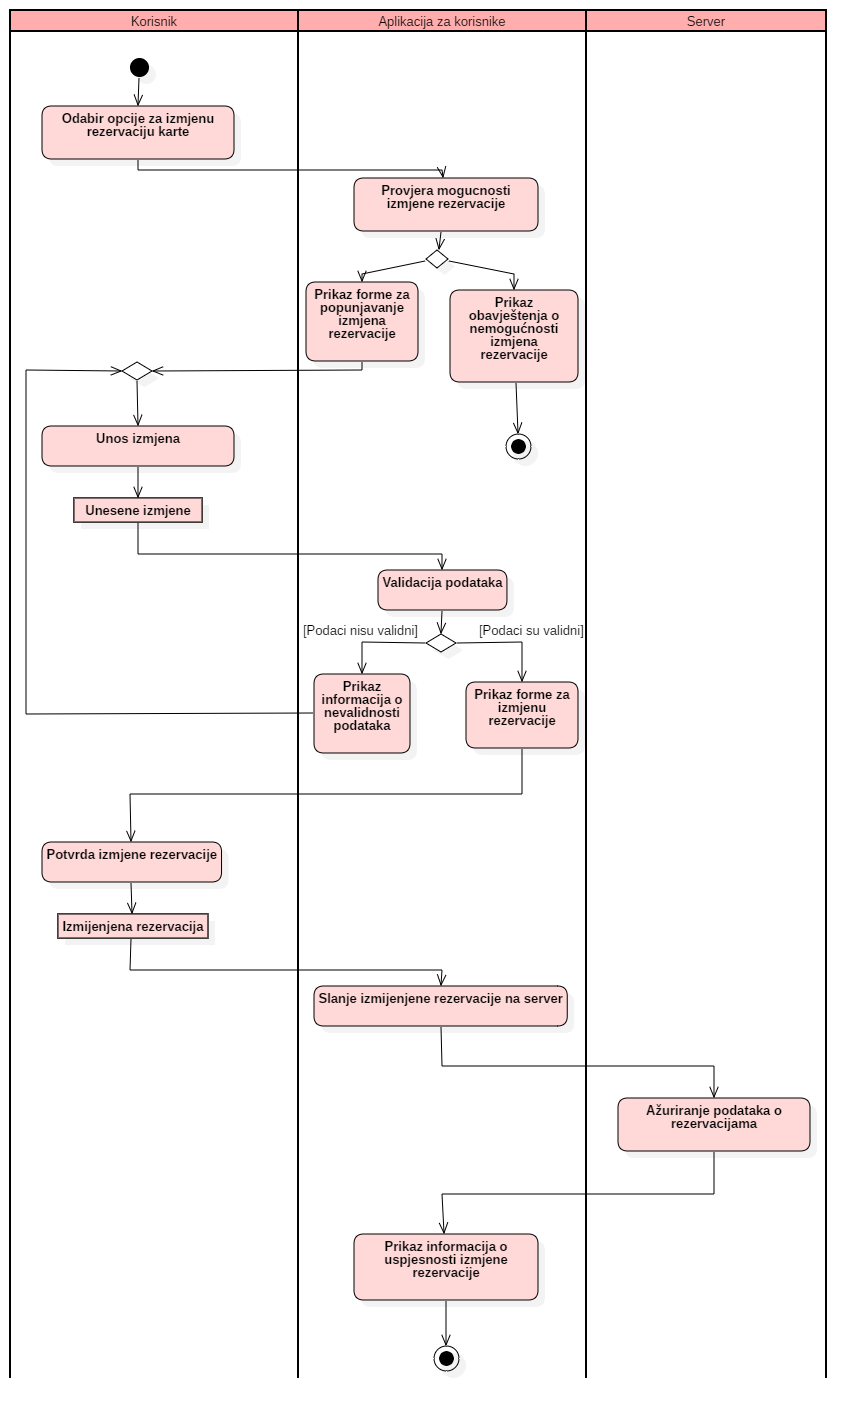 Korisnik
Aplikacija za korisnike
Server
Odabir opcije za izmjenu
rezervaciju karte
Provjera mogucnosti
izmjene rezervacije
Prikaz forme za
popunjavanje
izmjena
rezervacije
Prikaz
obavještenja o
nemogućnosti
izmjena
rezervacije
Unos izmjena
Unesene izmjene
Validacija podataka
[Podaci nisu validni]
[Podaci su validni]
Prikaz
informacija o
nevalidnosti
podataka
Prikaz forme za
izmjenu
rezervacije
Potvrda izmjene rezervacije
Izmijenjena rezervacija
Slanje izmijenjene rezervacije na server
Ažuriranje podataka o
rezervacijama
Prikaz informacija o
uspjesnosti izmjene
rezervacije